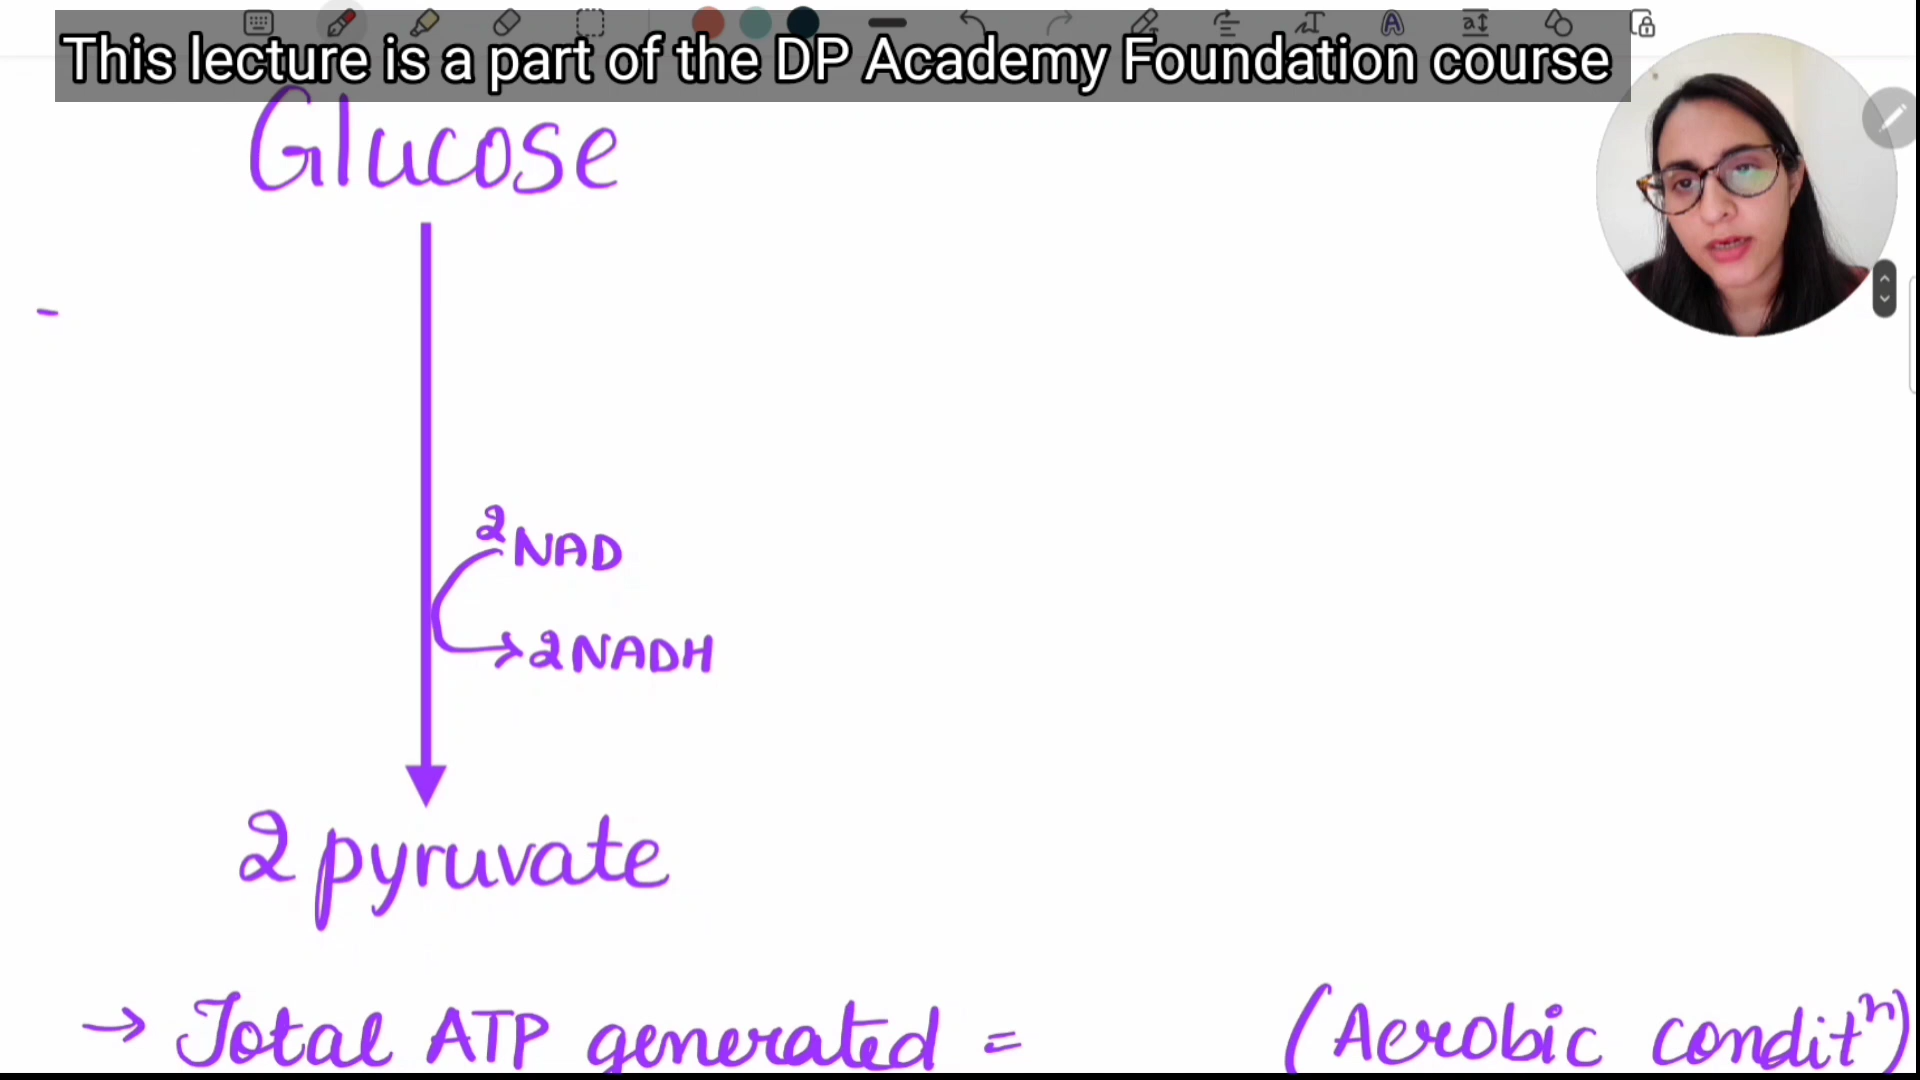 This lecture is a part of the DP Academy Foundation course
Glucose
2NAD
2NADH
2 pyruvate
→ Total ATP generated = (Aerobic conditⁿ)